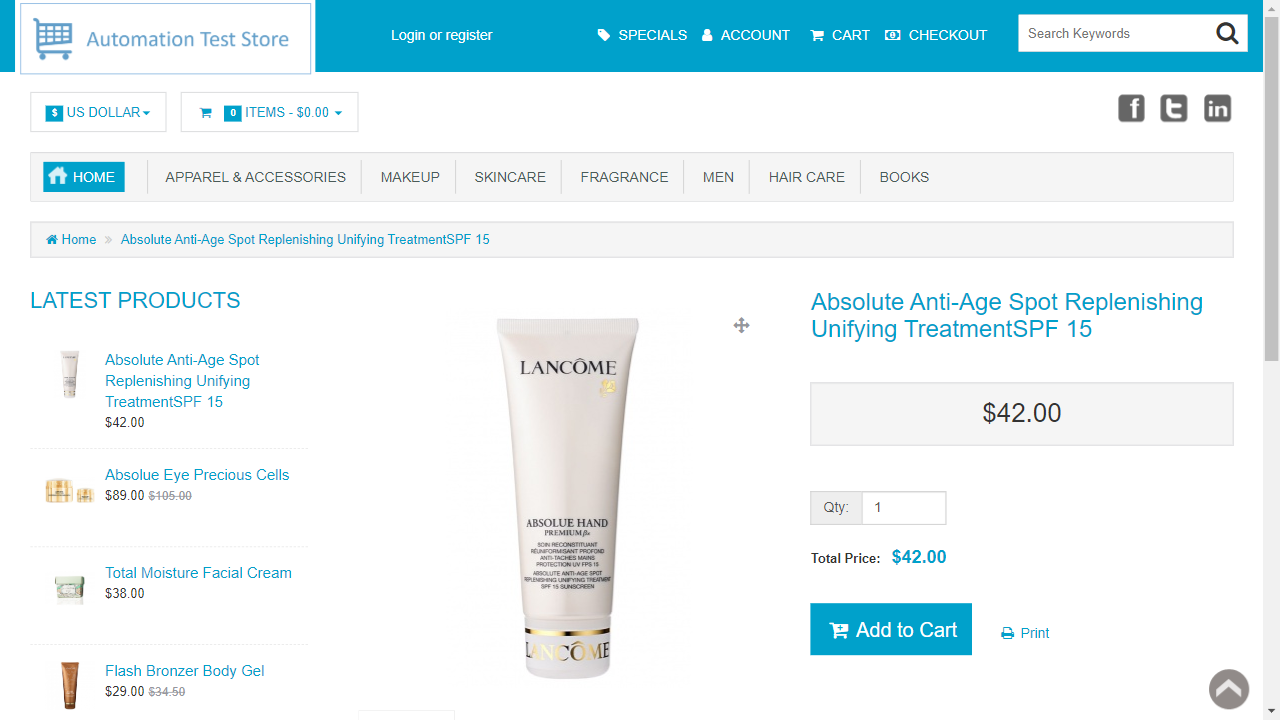 Automation Test Store
Login or register
SPECIALS
ACCOUNT
CART
CHECKOUT
Search Keywords
$ US DOLLAR
0 ITEMS - $0.00
f t in
HOME
APPAREL & ACCESSORIES
MAKEUP
SKINCARE
FRAGRANCE
MEN
HAIR CARE
BOOKS
Home » Absolute Anti-Age Spot Replenishing Unifying TreatmentSPF 15
LATEST PRODUCTS
Absolute Anti-Age Spot
Replenishing Unifying
TreatmentSPF 15
$42.00
Absolue Eye Precious Cells
$89.00 $105.00
Total Moisture Facial Cream
$38.00
Flash Bronzer Body Gel
$29.00 $34.50
LANCÔME
ABSOLUE HAND
PREMIUM βx
SOIN RECONSTITUANT
RÉUNIFORMISANT PROFOND
ANTI-TACHES MAINS
PROTECTION UV FPS 15
ABSOLUTE ANTI-AGE SPOT
REPLENISHING UNIFYING TREATMENT
SPF 15 SUNSCREEN
LANCÔME
Absolute Anti-Age Spot Replenishing
Unifying TreatmentSPF 15
$42.00
Qty: 1
Total Price: $42.00
Add to Cart
Print